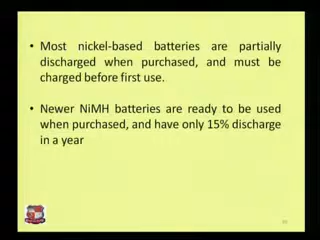 • Most nickel-based batteries are partially
discharged when purchased, and must be
charged before first use.
• Newer NiMH batteries are ready to be used
when purchased, and have only 15% discharge
in a year